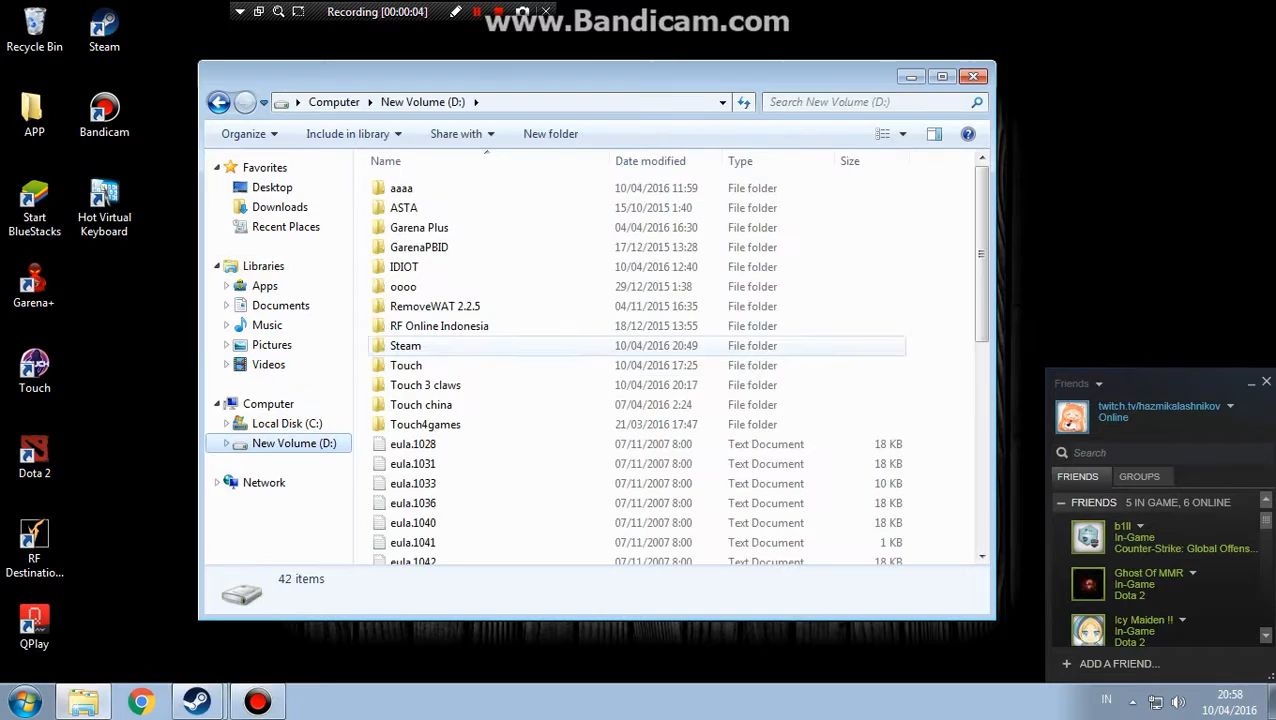 Recording [00:00:04]
www.Bandicam.com
Recycle Bin
Steam
APP
Bandicam
Start BlueStacks
Hot Virtual Keyboard
Garena+
Touch
Dota 2
RF Destinatio...
QPlay
Computer
New Volume (D:)
Search New Volume (D:)
Organize
Include in library
Share with
New folder
Favorites
Desktop
Downloads
Recent Places
Libraries
Apps
Documents
Music
Pictures
Videos
Computer
Local Disk (C:)
New Volume (D:)
Network
Name Date modified Type Size
aaaa 10/04/2016 11:59 File folder
ASTA 15/10/2015 1:40 File folder
Garena Plus 04/04/2016 16:30 File folder
GarenaPBID 17/12/2015 13:28 File folder
IDIOT 10/04/2016 12:40 File folder
oooo 29/12/2015 1:38 File folder
RemoveWAT 2.2.5 04/11/2015 16:35 File folder
RF Online Indonesia 18/12/2015 13:55 File folder
Steam 10/04/2016 20:49 File folder
Touch 10/04/2016 17:25 File folder
Touch 3 claws 10/04/2016 20:17 File folder
Touch china 07/04/2016 2:24 File folder
Touch4games 21/03/2016 17:47 File folder
eula.1028 07/11/2007 8:00 Text Document 18 KB
eula.1031 07/11/2007 8:00 Text Document 18 KB
eula.1033 07/11/2007 8:00 Text Document 10 KB
eula.1036 07/11/2007 8:00 Text Document 18 KB
eula.1040 07/11/2007 8:00 Text Document 18 KB
eula.1041 07/11/2007 8:00 Text Document 1 KB
eula.1042 07/11/2007 8:00 Text Document 18 KB
42 items
Friends
twitch.tv/hazmikalashnikov
Online
Search
FRIENDS
GROUPS
FRIENDS 5 IN GAME, 6 ONLINE
b1ll
In-Game
Counter-Strike: Global Offens...
Ghost Of MMR
In-Game
Dota 2
Icy Maiden !!
In-Game
Dota 2
ADD A FRIEND...
IN
20:58
10/04/2016